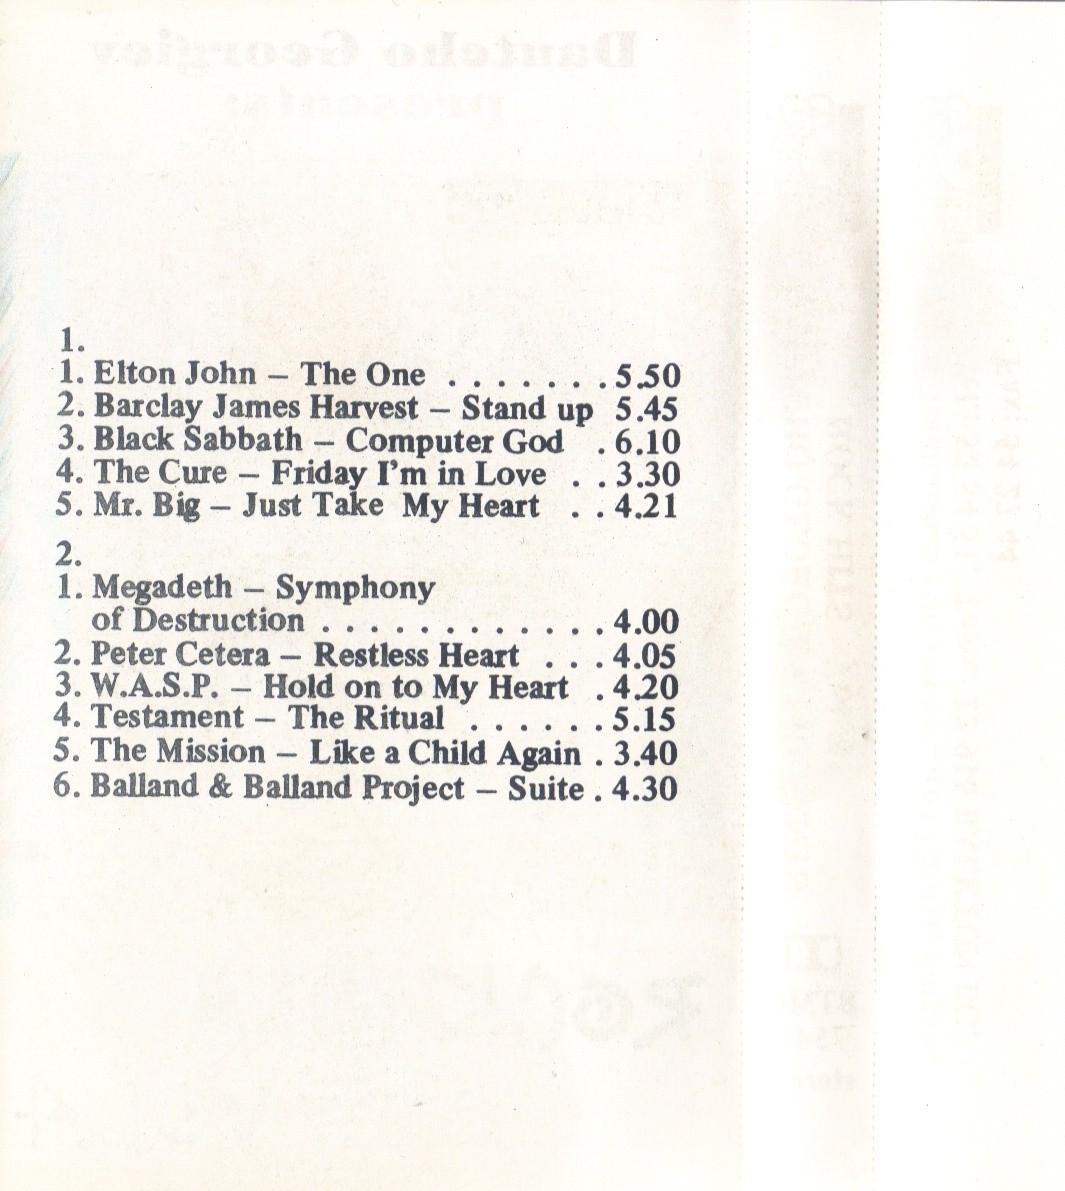 1.
1. Elton John – The One . . . . . . . 5.50
2. Barclay James Harvest – Stand up 5.45
3. Black Sabbath – Computer God . 6.10
4. The Cure – Friday I'm in Love . . 3.30
5. Mr. Big – Just Take My Heart . . 4.21
2.
1. Megadeth – Symphony
of Destruction . . . . . . . . . . . . . 4.00
2. Peter Cetera – Restless Heart . . . 4.05
3. W.A.S.P. – Hold on to My Heart . 4.20
4. Testament – The Ritual . . . . . . 5.15
5. The Mission – Like a Child Again . 3.40
6. Balland & Balland Project – Suite . 4.30